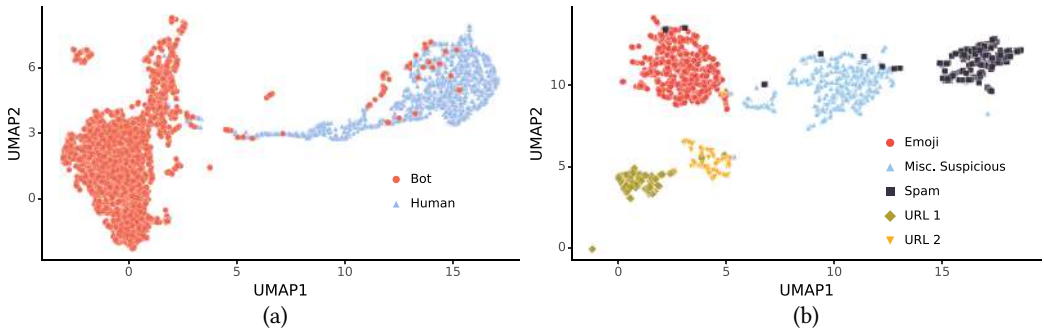 6
3
0
UMAP2
0
5
10
15
UMAP1
Bot
Human
(a)
10
5
0
UMAP2
0
5
10
15
UMAP1
Emoji
Misc. Suspicious
Spam
URL 1
URL 2
(b)